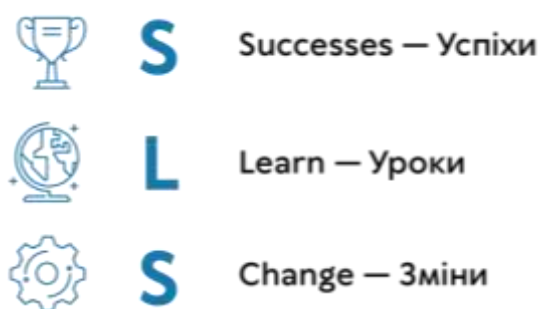 S Successes — Успіхи
L Learn — Уроки
S Change — Зміни